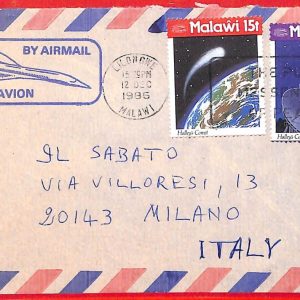 BY AIRMAIL
AVION
LILONGWE
12 DEC
1986
MALAWI
Malawi 15t
Halley's Comet
IL SABATO
VIA VILLORESI, 13
20143 MILANO
ITALY